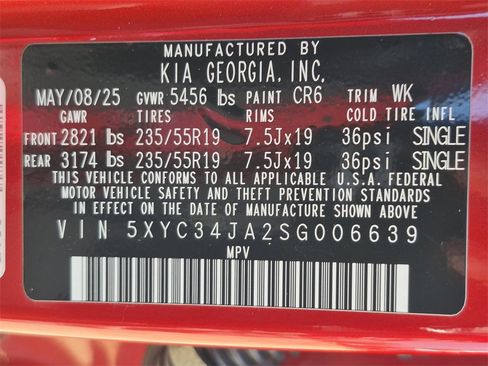 MANUFACTURED BY
KIA GEORGIA, INC.
MAY/08/25 GVWR 5456 lbs PAINT CR6 TRIM WK
GAWR TIRES RIMS COLD TIRE INFL
FRONT 2821 lbs 235/55R19 7.5Jx19 36psi SINGLE
REAR 3174 lbs 235/55R19 7.5Jx19 36psi SINGLE
THIS VEHICLE CONFORMS TO ALL APPLICABLE U.S.A. FEDERAL
MOTOR VEHICLE SAFETY AND THEFT PREVENTION STANDARDS
IN EFFECT ON THE DATE OF MANUFACTURE SHOWN ABOVE.
VIN 5XYC34JA2SG006639
MPV